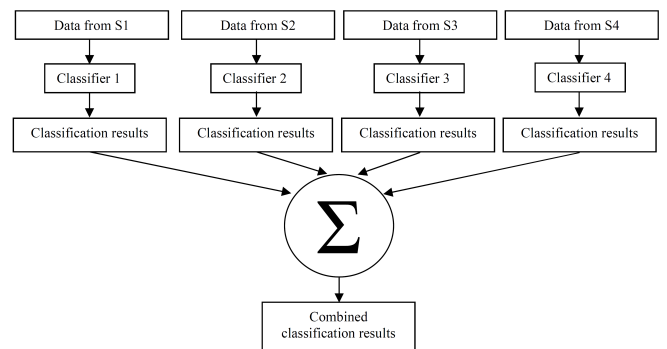 Data from S1
Data from S2
Data from S3
Data from S4
Classifier 1
Classifier 2
Classifier 3
Classifier 4
Classification results
Classification results
Classification results
Classification results
Σ
Combined
classification results